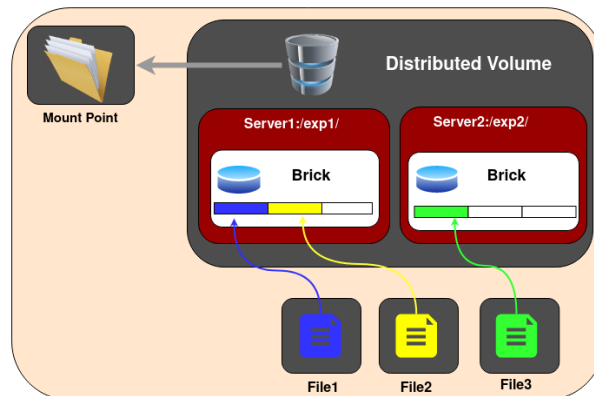 Distributed Volume
Mount Point
Server1:/exp1/
Server2:/exp2/
Brick
Brick
File1
File2
File3